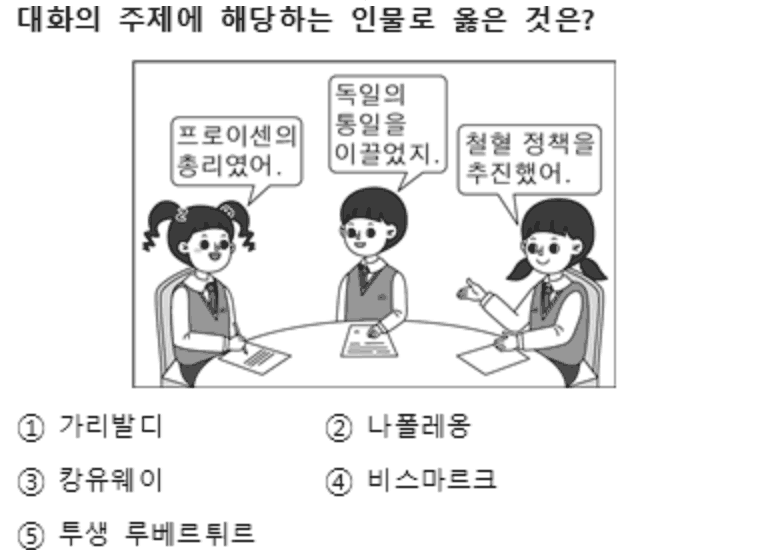 대화의 주제에 해당하는 인물로 옳은 것은?
프로이센의
총리였어.
독일의
통일을
이끌었지.
철혈 정책을
추진했어.
① 가리발디
② 나폴레옹
③ 캉유웨이
④ 비스마르크
⑤ 투생 루베르튀르